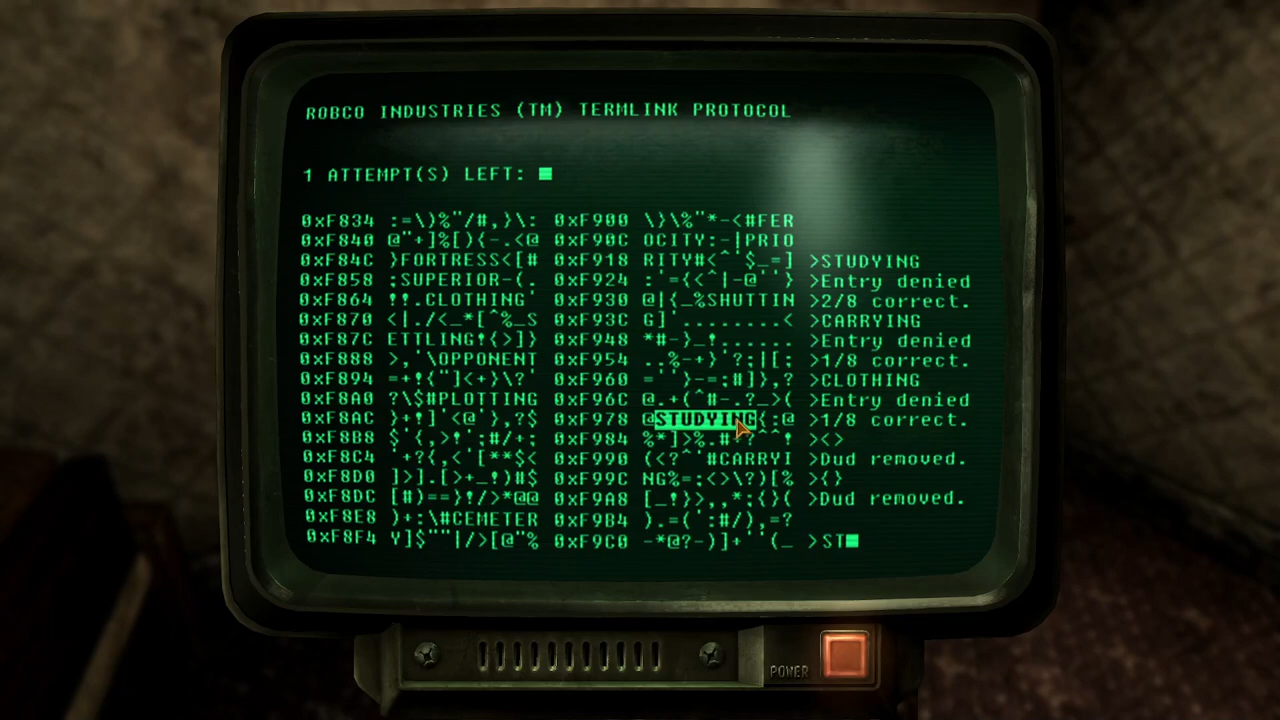 ROBCO INDUSTRIES (TM) TERMLINK PROTOCOL
1 ATTEMPT(S) LEFT:
0xF834 :=\)%"/#,}\: 0xF900 \}\%"*-<#FER
0xF840 @"+]%[){-.<@ 0xF90C OCITY:-|PRIO
0xF84C }FORTRESS<[# 0xF918 RITY#<^'$_=] >STUDYING
0xF858 ;SUPERIOR-(. 0xF924 :'={<^|-@''} >Entry denied
0xF864 !!.CLOTHING' 0xF930 @|{_%SHUTTIN >2/8 correct.
0xF870 <|./<_*[^%_S 0xF93C G]'........< >CARRYING
0xF87C ETTLING!{>]} 0xF948 *#-}_!...... >Entry denied
0xF888 >,'\OPPONENT 0xF954 ..%-+}'?;|[; >1/8 correct.
0xF894 =+!{"]<+}\?' 0xF960 ='')-=;#]},? >CLOTHING
0xF8A0 ?\$#PLOTTING 0xF96C @.+(^#-.?_>( >Entry denied
0xF8AC }+!]'<@'},?$ 0xF978 @STUDYING{;@ >1/8 correct.
0xF8B8 $'{,>!';#/+; 0xF984 >< >
0xF8C4 '+?{,<'[**$< 0xF990 (<?^'#CARRYI >Dud removed.
0xF8D0 ]>].[>+_!)#$ 0xF99C NG%=;<>\?)[% >{}
0xF8DC [#)==}!/>*@@ 0xF9A8 [_!}>,,*;{}( >Dud removed.
0xF8E8 )+:\#CEMETER 0xF9B4 ).=(':#/),=?
0xF8F4 Y]$""|/>[@"% 0xF9C0 -*@?-)]+''(_ >ST
POWER